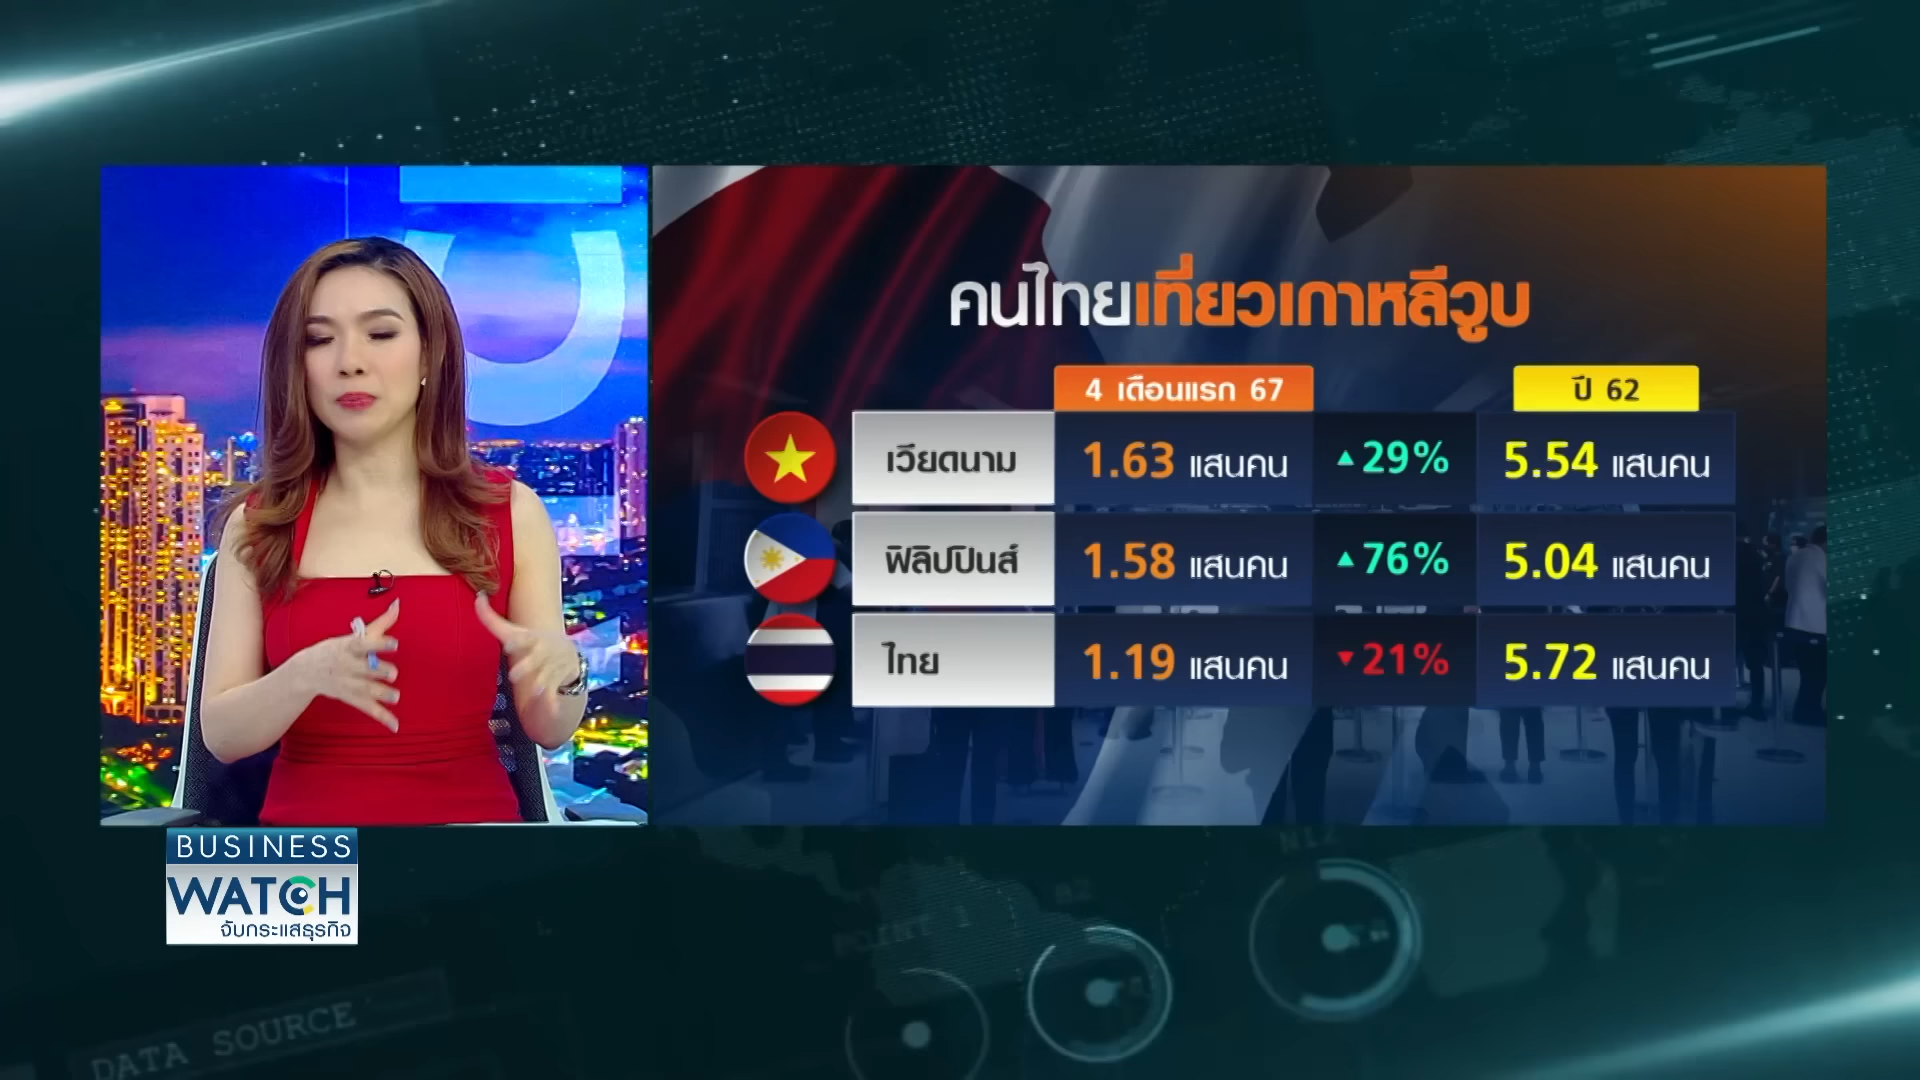 คนไทยเที่ยวเกาหลีวูบ
4 เดือนแรก 67 ปี 62
เวียดนาม 1.63 แสนคน ▲29% 5.54 แสนคน
ฟิลิปปินส์ 1.58 แสนคน ▲76% 5.04 แสนคน
ไทย 1.19 แสนคน ▼21% 5.72 แสนคน
BUSINESS
WATCH
จับกระแสธุรกิจ
DATA SOURCE